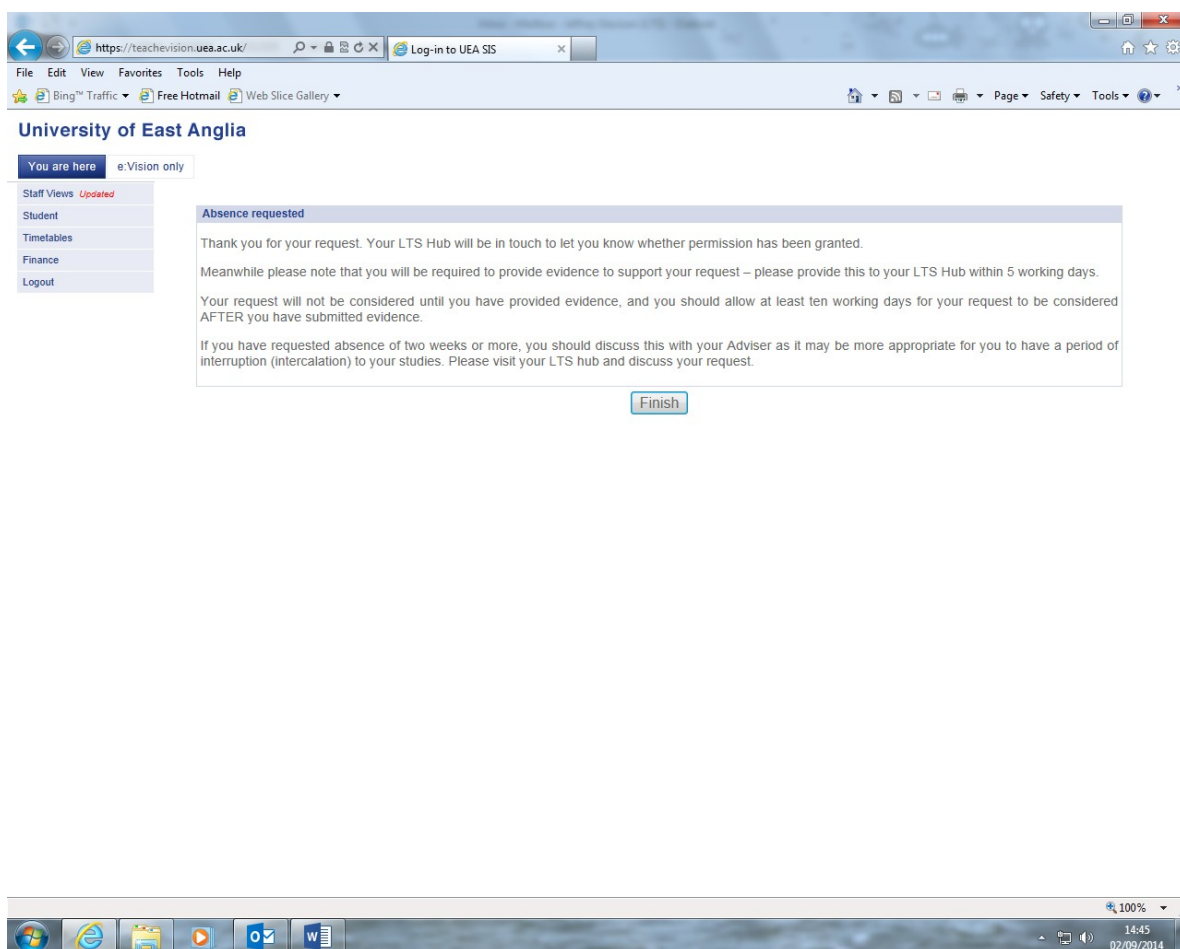 https://teachevision.uea.ac.uk/
Log-in to UEA SIS
File Edit View Favorites Tools Help
Bing™ Traffic Free Hotmail Web Slice Gallery
Page Safety Tools
University of East Anglia
You are here e:Vision only
Staff Views Updated
Student
Timetables
Finance
Logout
Absence requested
Thank you for your request. Your LTS Hub will be in touch to let you know whether permission has been granted.
Meanwhile please note that you will be required to provide evidence to support your request – please provide this to your LTS Hub within 5 working days.
Your request will not be considered until you have provided evidence, and you should allow at least ten working days for your request to be considered
AFTER you have submitted evidence.
If you have requested absence of two weeks or more, you should discuss this with your Adviser as it may be more appropriate for you to have a period of
interruption (intercalation) to your studies. Please visit your LTS hub and discuss your request.
Finish
100%
14:45
02/09/2014